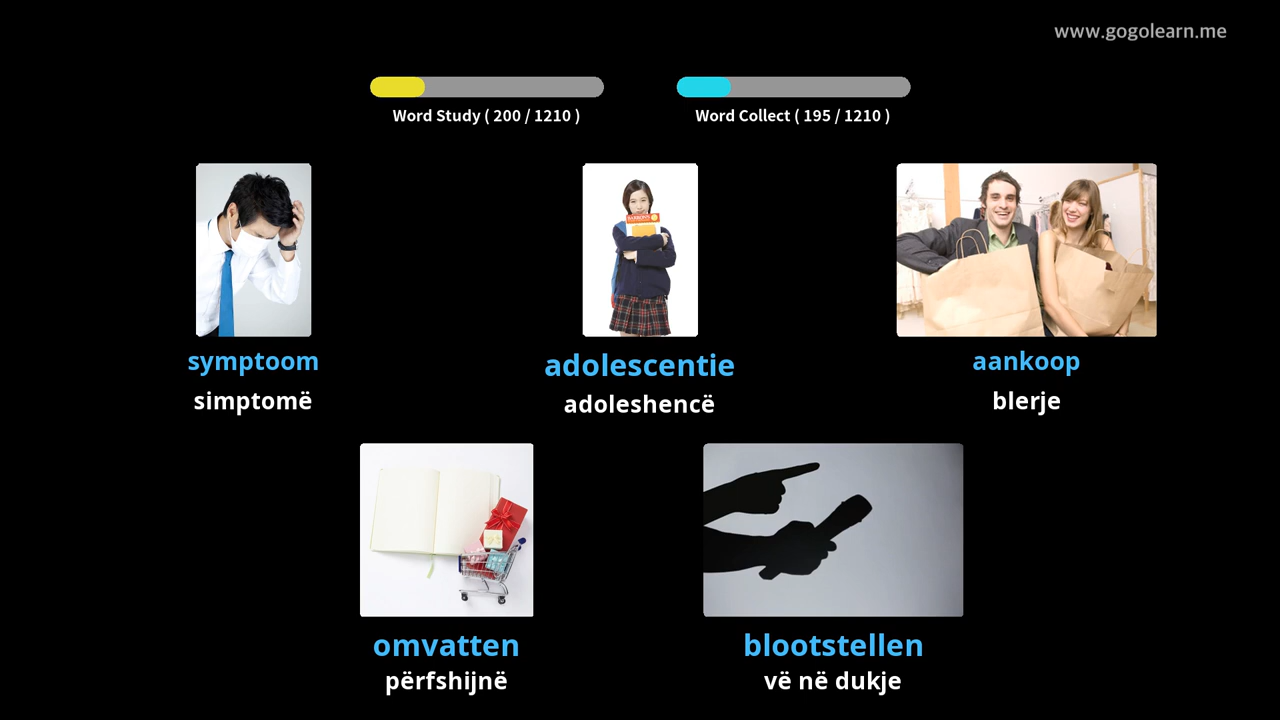 www.gogolearn.me
Word Study ( 200 / 1210 )
Word Collect ( 195 / 1210 )
BARRON'S
symptoom
simptomë
adolescentie
adoleshencë
aankoop
blerje
omvatten
përfshijnë
blootstellen
vë në dukje